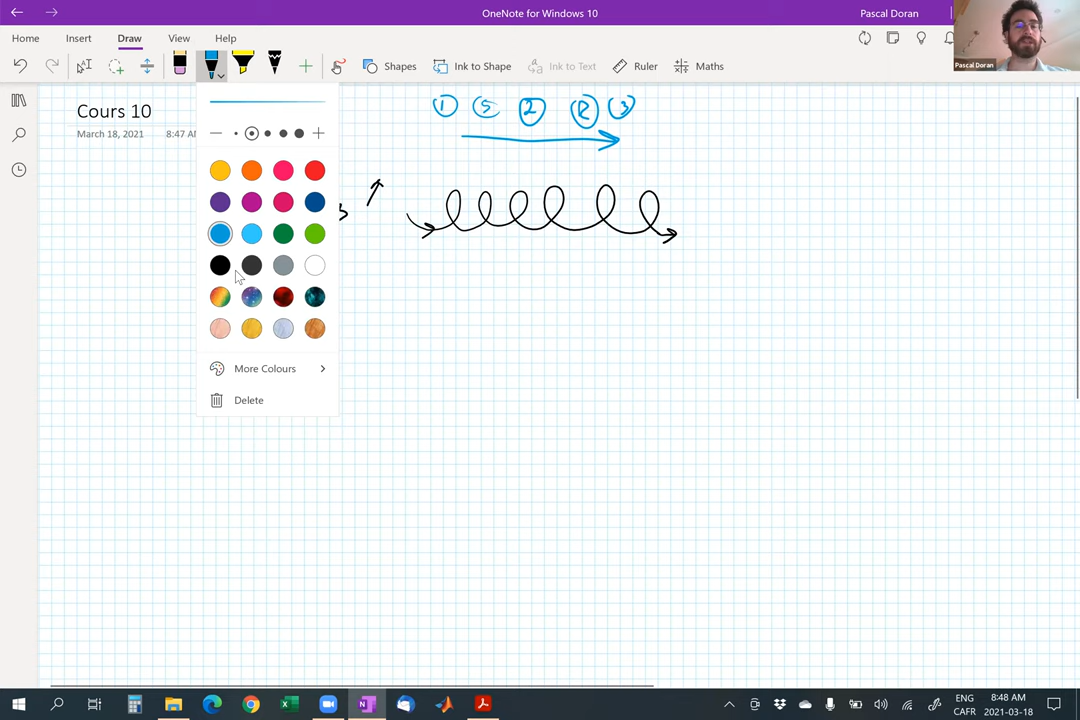 OneNote for Windows 10
Pascal Doran
Home Insert Draw View Help
Shapes Ink to Shape Ink to Text Ruler Maths
Pascal Doran
Cours 10
March 18, 2021 8:47 A
1 5 2 3
More Colours
Delete
ENG
CAFR
8:48 AM
2021-03-18